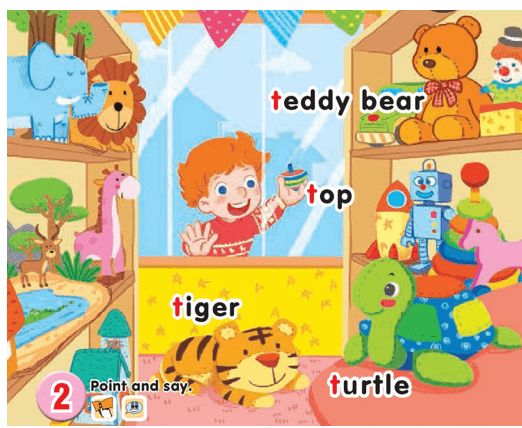 teddy bear
top
tiger
turtle
2 Point and say.